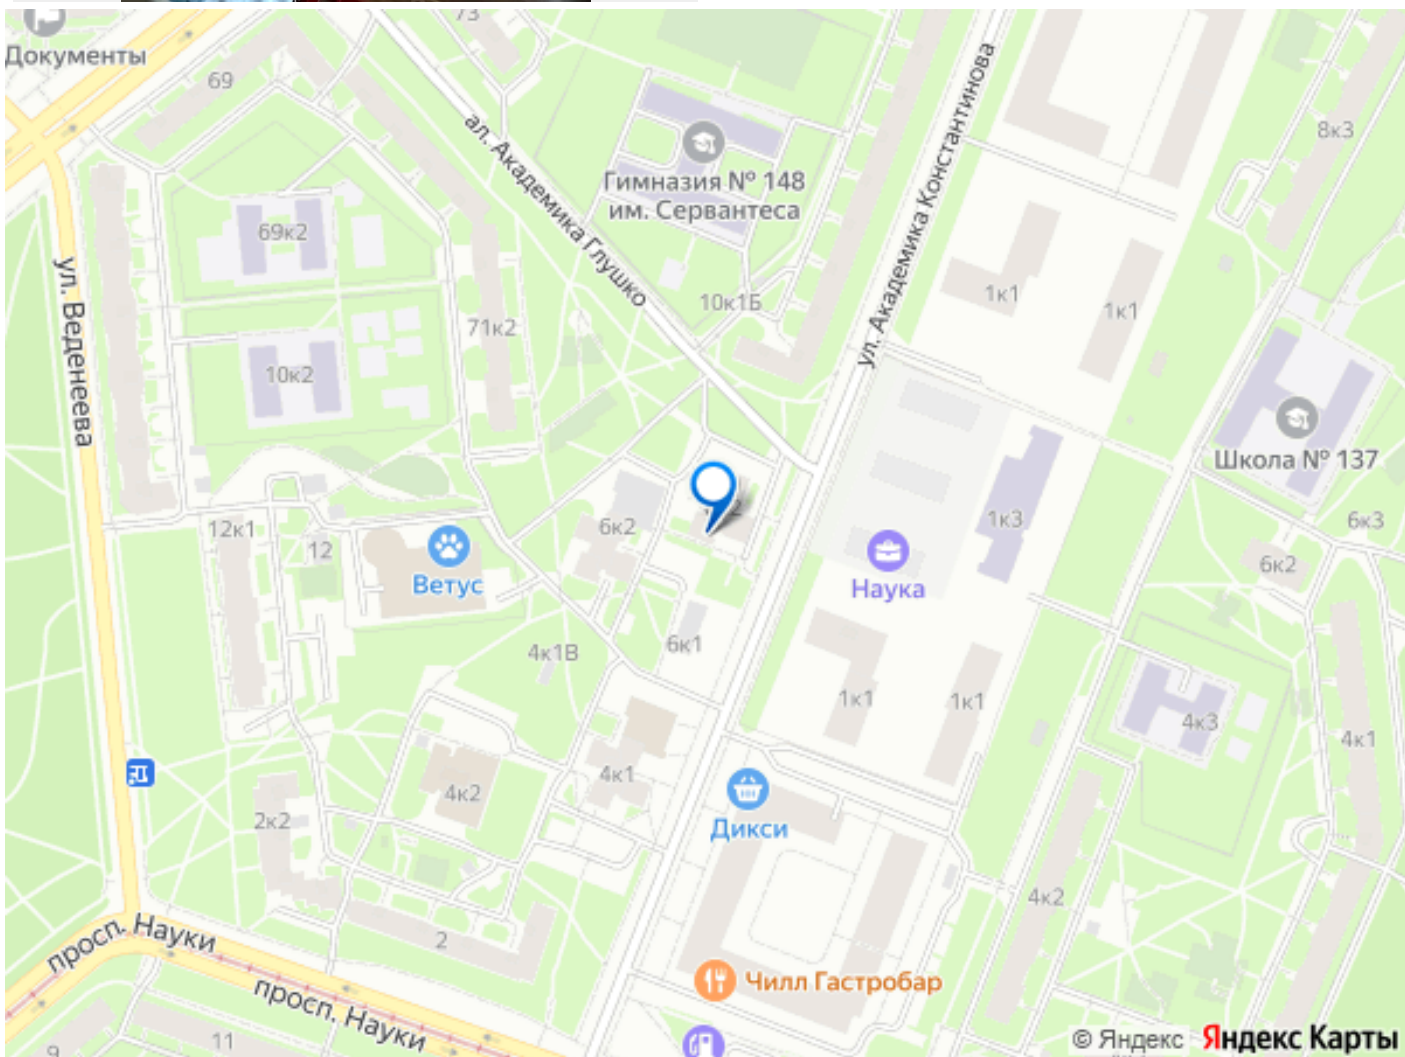 73
Документы
69
ал. Академика Глушко
ул. Академика Константинова
8к3
Гимназия № 148
им. Сервантеса
69к2
ул. Веденеева
10к1Б
1к1
1к1
71к2
10к2
Школа № 137
12к1
12
6к2
1к3
6к3
6к2
Ветус
Наука
4к1В
6к1
1к1
1к1
4к3
4к1
4к2
4к1
2к2
Дикси
4к2
просп. Науки
2
просп. Науки
Чилл Гастробар
11
9
© Яндекс Яндекс Карты